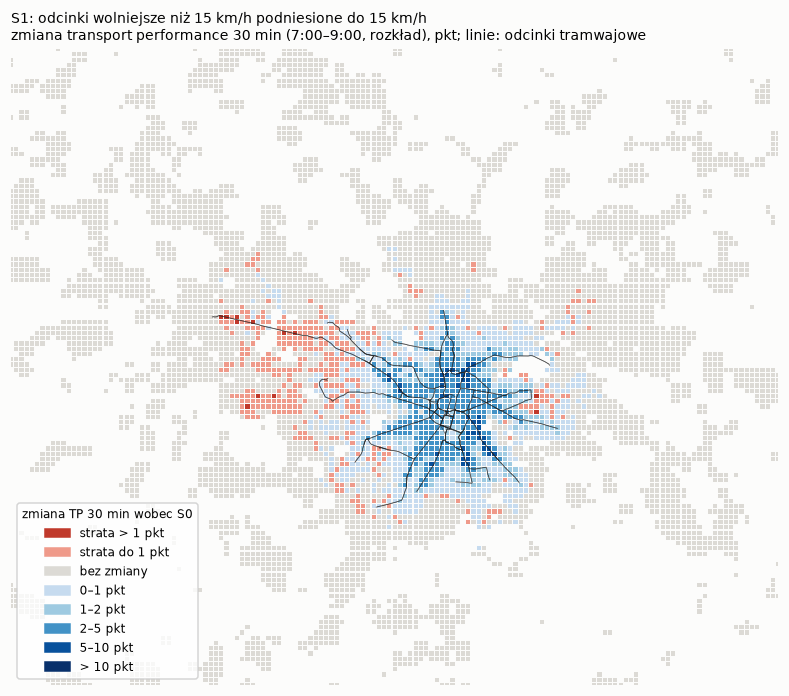 S1: odcinki wolniejsze niż 15 km/h podniesione do 15 km/h
zmiana transport performance 30 min (7:00–9:00, rozkład), pkt; linie: odcinki tramwajowe
zmiana TP 30 min wobec S0
strata > 1 pkt
strata do 1 pkt
bez zmiany
0–1 pkt
1–2 pkt
2–5 pkt
5–10 pkt
> 10 pkt